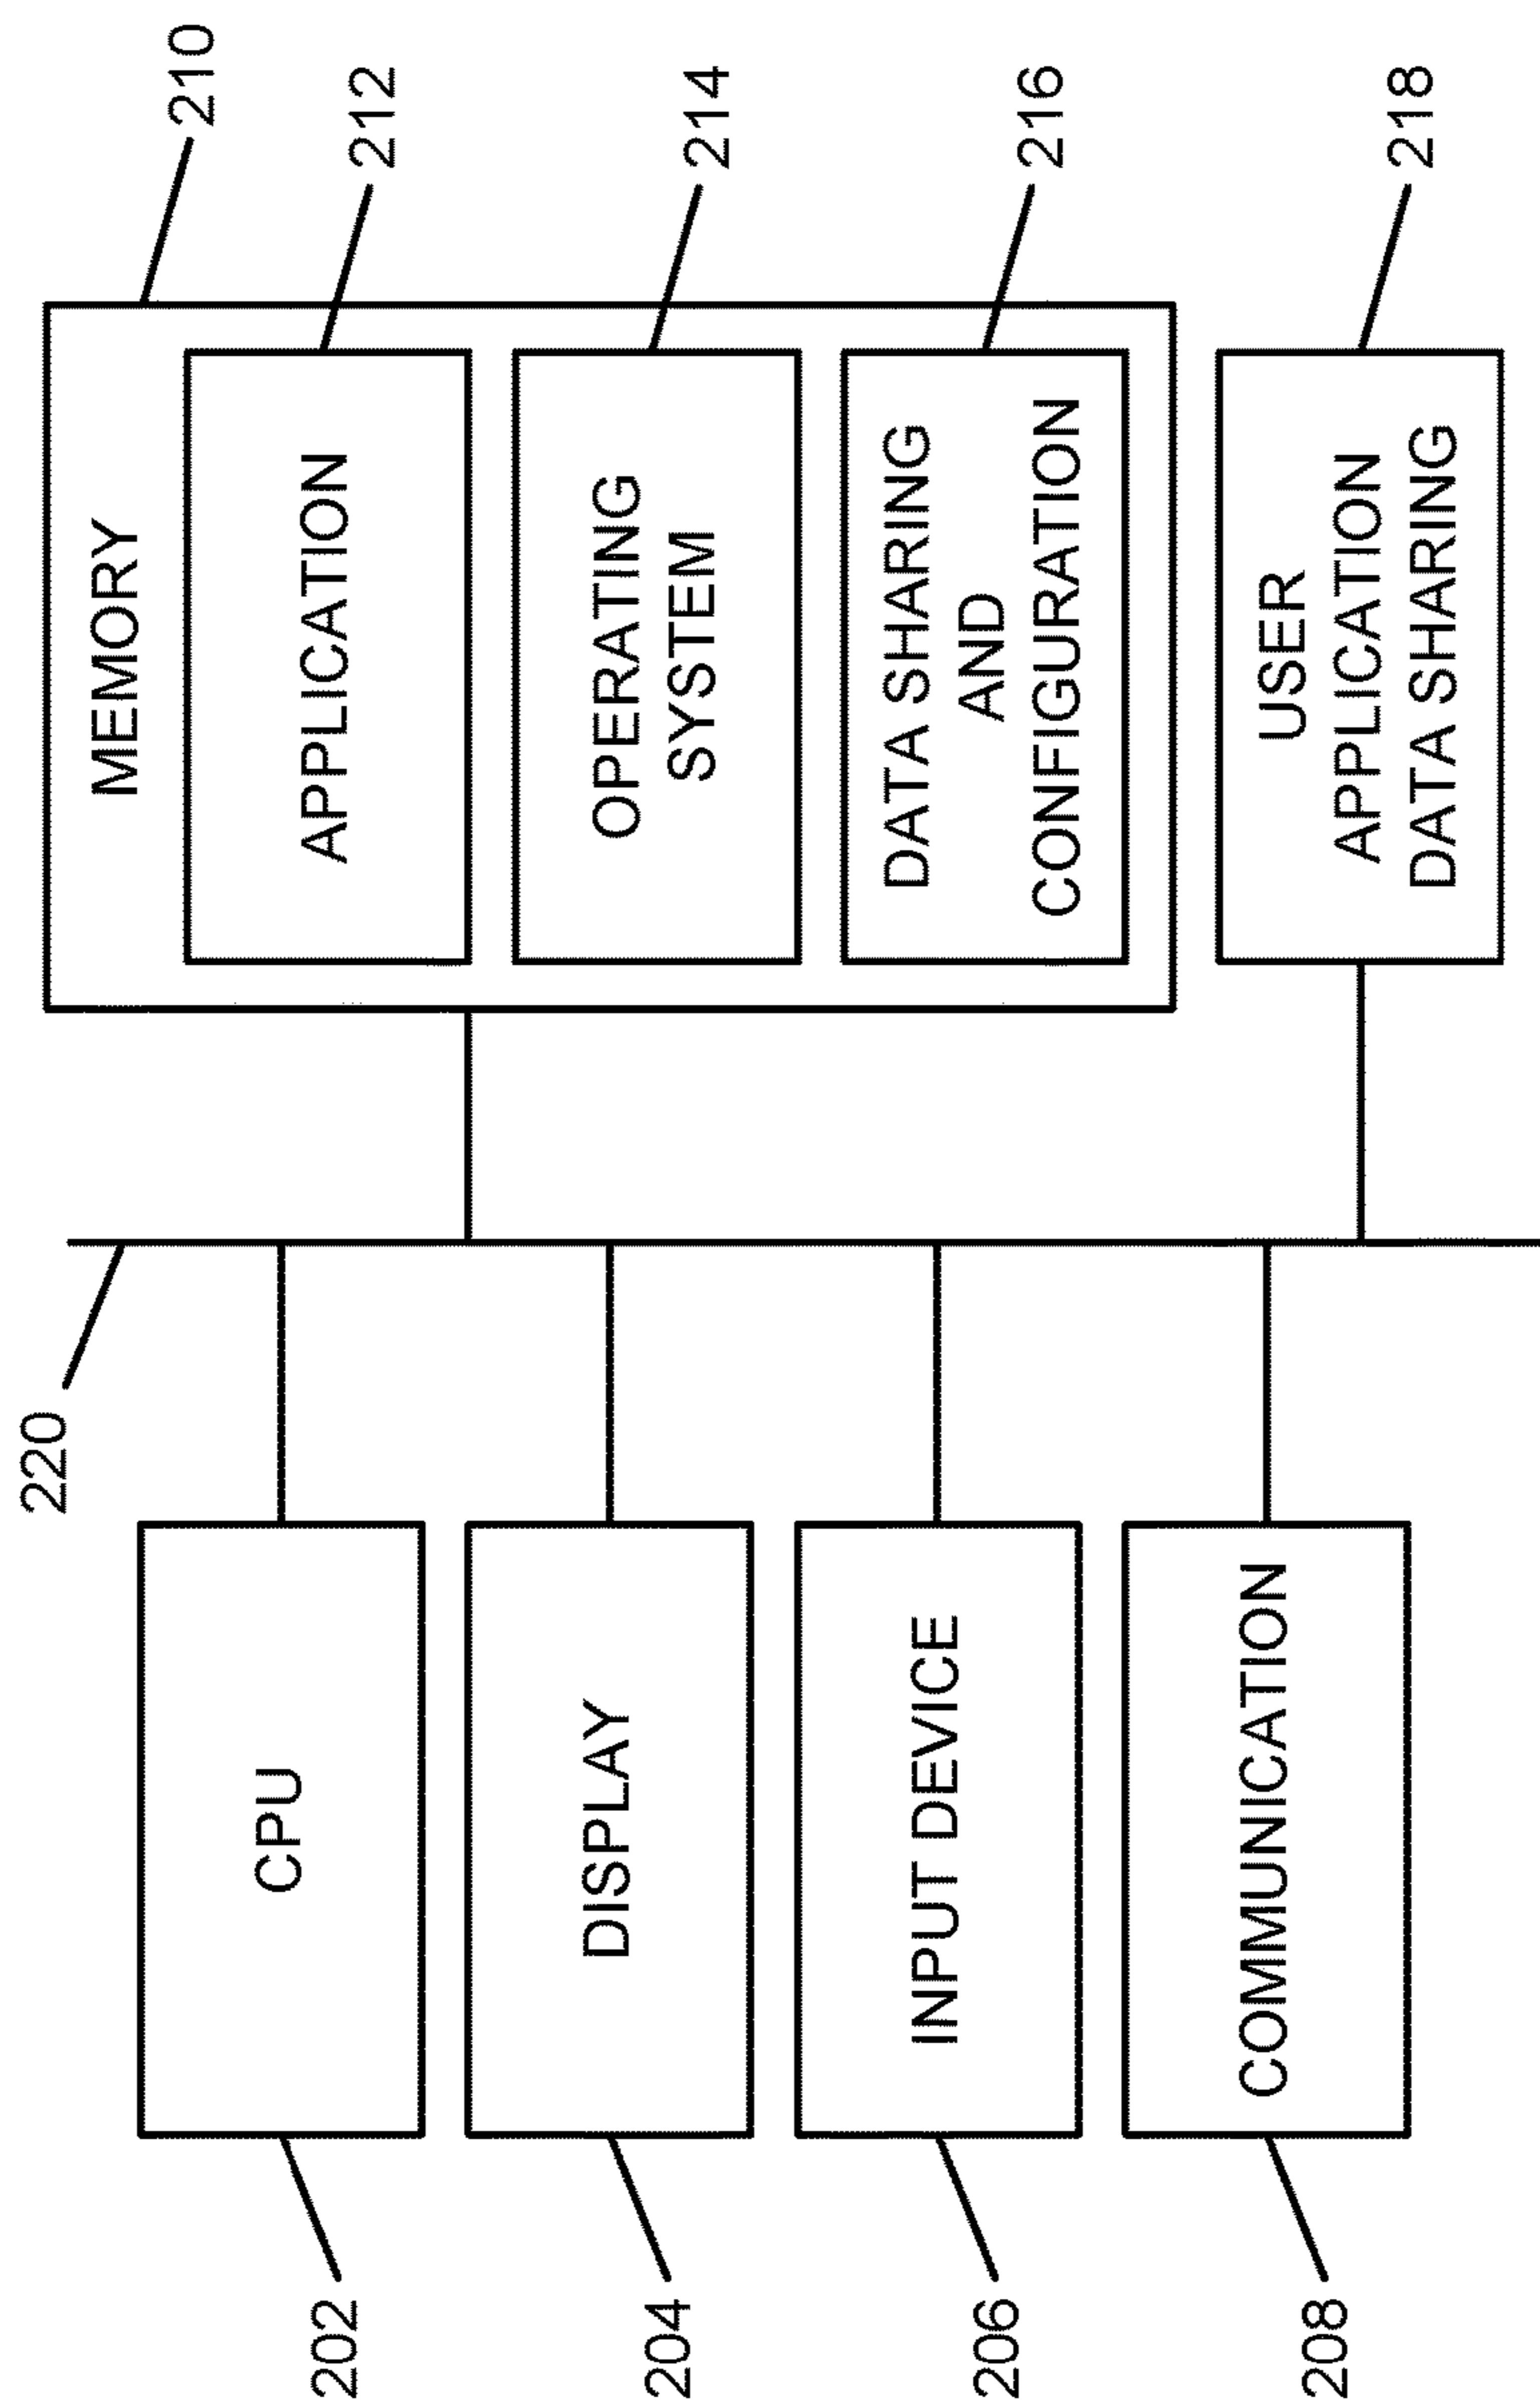 220
202
CPU
204
DISPLAY
206
INPUT DEVICE
208
COMMUNICATION
210
MEMORY
212
APPLICATION
214
OPERATING
SYSTEM
216
DATA SHARING
AND
CONFIGURATION
218
USER
APPLICATION
DATA SHARING